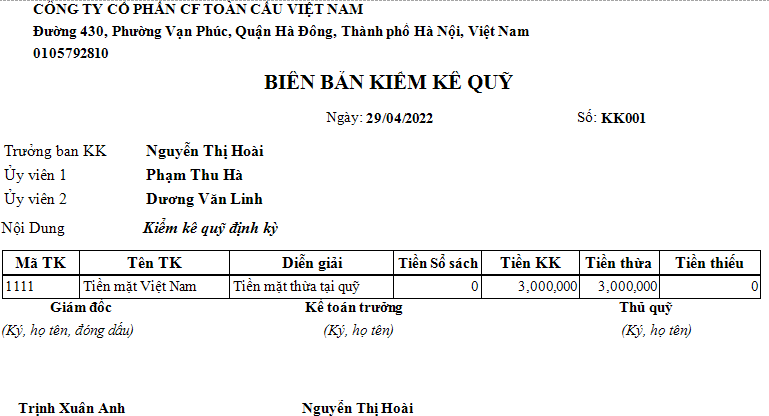 CÔNG TY CỔ PHẦN CF TOÀN CẦU VIỆT NAM
Đường 430, Phường Vạn Phúc, Quận Hà Đông, Thành phố Hà Nội, Việt Nam
0105792810
BIÊN BẢN KIỂM KÊ QUỸ
Ngày: 29/04/2022 Số: KK001
Trưởng ban KK Nguyễn Thị Hoài
Ủy viên 1 Phạm Thu Hà
Ủy viên 2 Dương Văn Linh
Nội Dung Kiểm kê quỹ định kỳ
Mã TK Tên TK Diễn giải Tiền Sổ sách Tiền KK Tiền thừa Tiền thiếu
1111 Tiền mặt Việt Nam Tiền mặt thừa tại quỹ 0 3,000,000 3,000,000 0
Giám đốc Kế toán trưởng Thủ quỹ
(Ký, họ tên, đóng dấu) (Ký, họ tên) (Ký, họ tên)
Trịnh Xuân Anh Nguyễn Thị Hoài